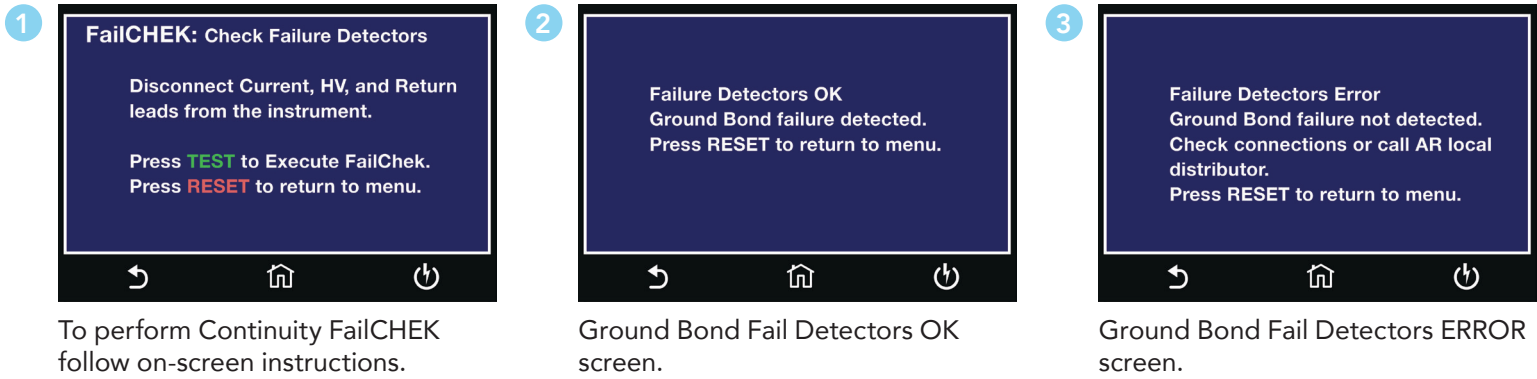 1
FailCHEK: Check Failure Detectors
Disconnect Current, HV, and Return
leads from the instrument.
Press TEST to Execute FailChek.
Press RESET to return to menu.
To perform Continuity FailCHEK
follow on-screen instructions.
2
Failure Detectors OK
Ground Bond failure detected.
Press RESET to return to menu.
Ground Bond Fail Detectors OK
screen.
3
Failure Detectors Error
Ground Bond failure not detected.
Check connections or call AR local
distributor.
Press RESET to return to menu.
Ground Bond Fail Detectors ERROR
screen.